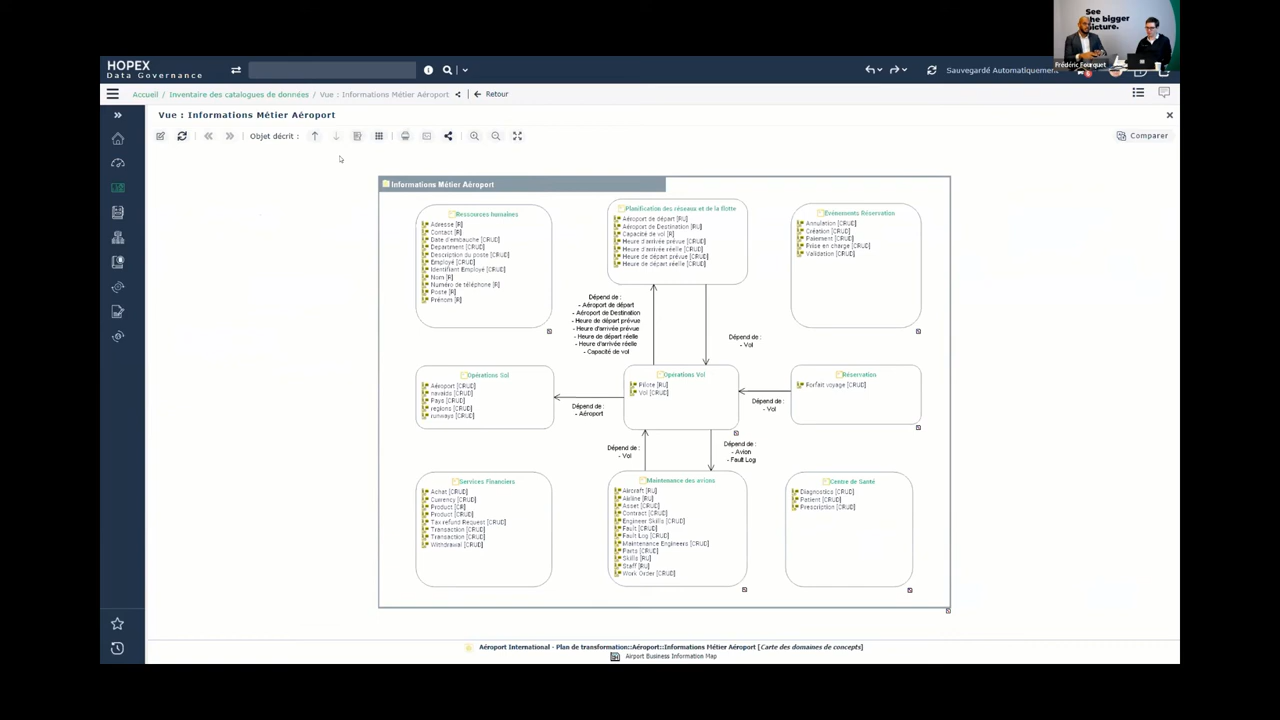 See
the bigger
picture.
Frédéric Fourquet
HOPEX
Data Governance
Sauvegardé Automatiquement
Accueil / Inventaire des catalogues de données / Vue : Informations Métier Aéroport
Retour
Vue : Informations Métier Aéroport
Objet décrit :
Comparer
Informations Métier Aéroport
Ressources humaines
Adresse [R]
Contact [R]
Date d'embauche [CRUD]
Department [CRUD]
Description du poste [CRUD]
Employé [CRUD]
Identifiant Employé [CRUD]
Nom [R]
Numéro de téléphone [R]
Poste [R]
Prénom [R]
Planification des réseaux et de la flotte
Aéroport de départ [RU]
Aéroport de Destination [RU]
Capacité de vol [R]
Heure d'arrivée prévue [CRUD]
Heure d'arrivée réelle [CRUD]
Heure de départ prévue [CRUD]
Heure de départ réelle [CRUD]
Événements Réservation
Annulation [CRUD]
Création [CRUD]
Paiement [CRUD]
Prise en charge [CRUD]
Validation [CRUD]
Dépend de :
- Aéroport de départ
- Aéroport de Destination
- Heure de départ prévue
- Heure d'arrivée prévue
- Heure de départ réelle
- Heure d'arrivée réelle
- Capacité de vol
Dépend de :
- Vol
Opérations Sol
Aéroport [CRUD]
navaids [CRUD]
Pays [CRUD]
regions [CRUD]
runways [CRUD]
Dépend de :
- Aéroport
Operations Vol
Pilote [RU]
Vol [CRUD]
Dépend de :
- Vol
Réservation
Forfait voyage [CRUD]
Dépend de :
- Vol
Dépend de :
- Avion
- Fault Log
Services Financiers
Achat [CRUD]
Currency [CRUD]
Product [CR]
Product [CRUD]
Tax refund Request [CRUD]
Transaction [CRUD]
Transaction [CRUD]
Withdrawal [CRUD]
Maintenance des avions
Aircraft [RU]
Airline [RU]
Asset [CRUD]
Contract [CRUD]
Engineer Skills [CRUD]
Fault [CRUD]
Fault Log [CRUD]
Maintenance Engineers [CRUD]
Parts [CRUD]
Skills [RU]
Staff [RU]
Work Order [CRUD]
Centre de Santé
Diagnostics [CRUD]
Patient [CRUD]
Prescription [CRUD]
Aéroport International - Plan de transformation::Aéroport::Informations Métier Aéroport [Carte des domaines de concepts]
Airport Business Information Map